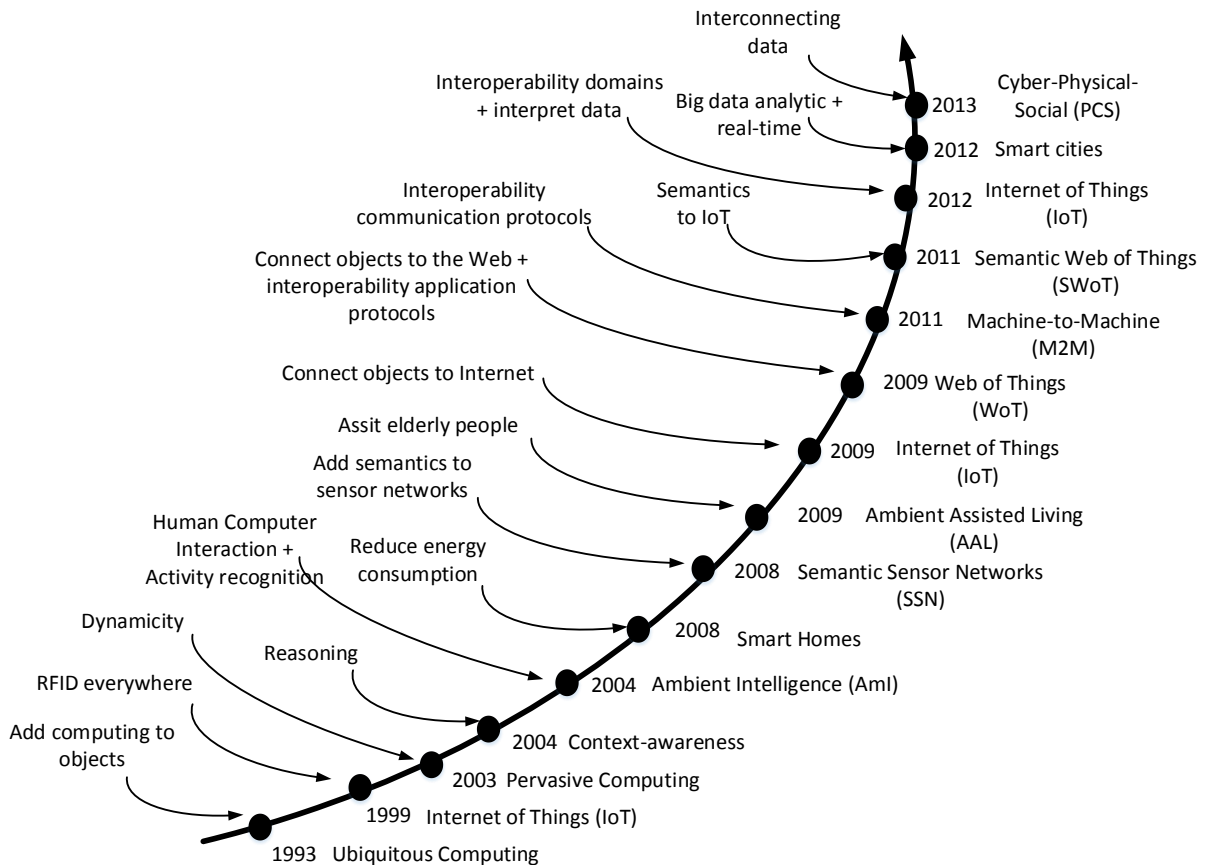 Interconnecting
data
2013
Cyber-Physical-
Social (PCS)
Interoperability domains
+ interpret data
Big data analytic +
real-time
2012 Smart cities
2012
Internet of Things
(IoT)
Interoperability
communication protocols
Semantics
to IoT
2011
Semantic Web of Things
(SWoT)
Connect objects to the Web +
interoperability application
protocols
2011
Machine-to-Machine
(M2M)
Connect objects to Internet
2009 Web of Things
(WoT)
Assit elderly people
2009
Internet of Things
(IoT)
Add semantics to
sensor networks
2009
Ambient Assisted Living
(AAL)
Human Computer
Interaction +
Activity recognition
Reduce energy
consumption
2008
Semantic Sensor Networks
(SSN)
Dynamicity
2008 Smart Homes
Reasoning
2004 Ambient Intelligence (AmI)
RFID everywhere
2004 Context-awareness
Add computing to
objects
2003 Pervasive Computing
1999 Internet of Things (IoT)
1993 Ubiquitous Computing